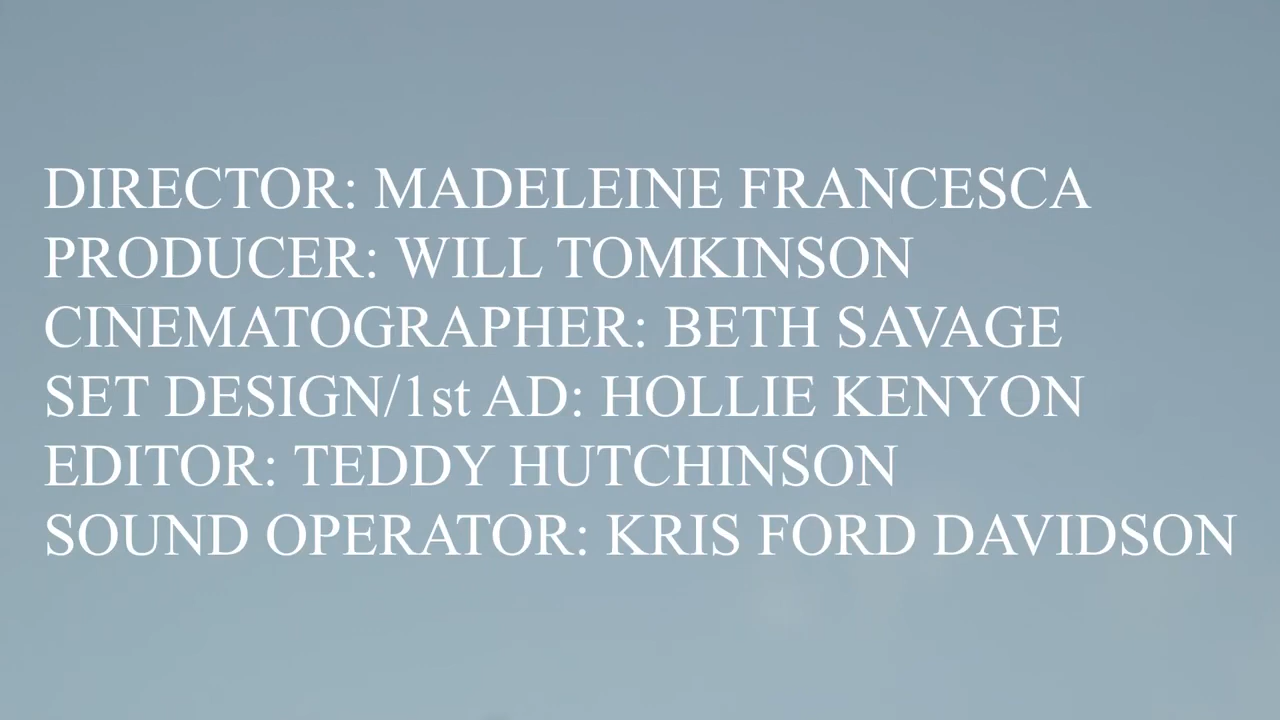 DIRECTOR: MADELEINE FRANCESCA
PRODUCER: WILL TOMKINSON
CINEMATOGRAPHER: BETH SAVAGE
SET DESIGN/1st AD: HOLLIE KENYON
EDITOR: TEDDY HUTCHINSON
SOUND OPERATOR: KRIS FORD DAVIDSON